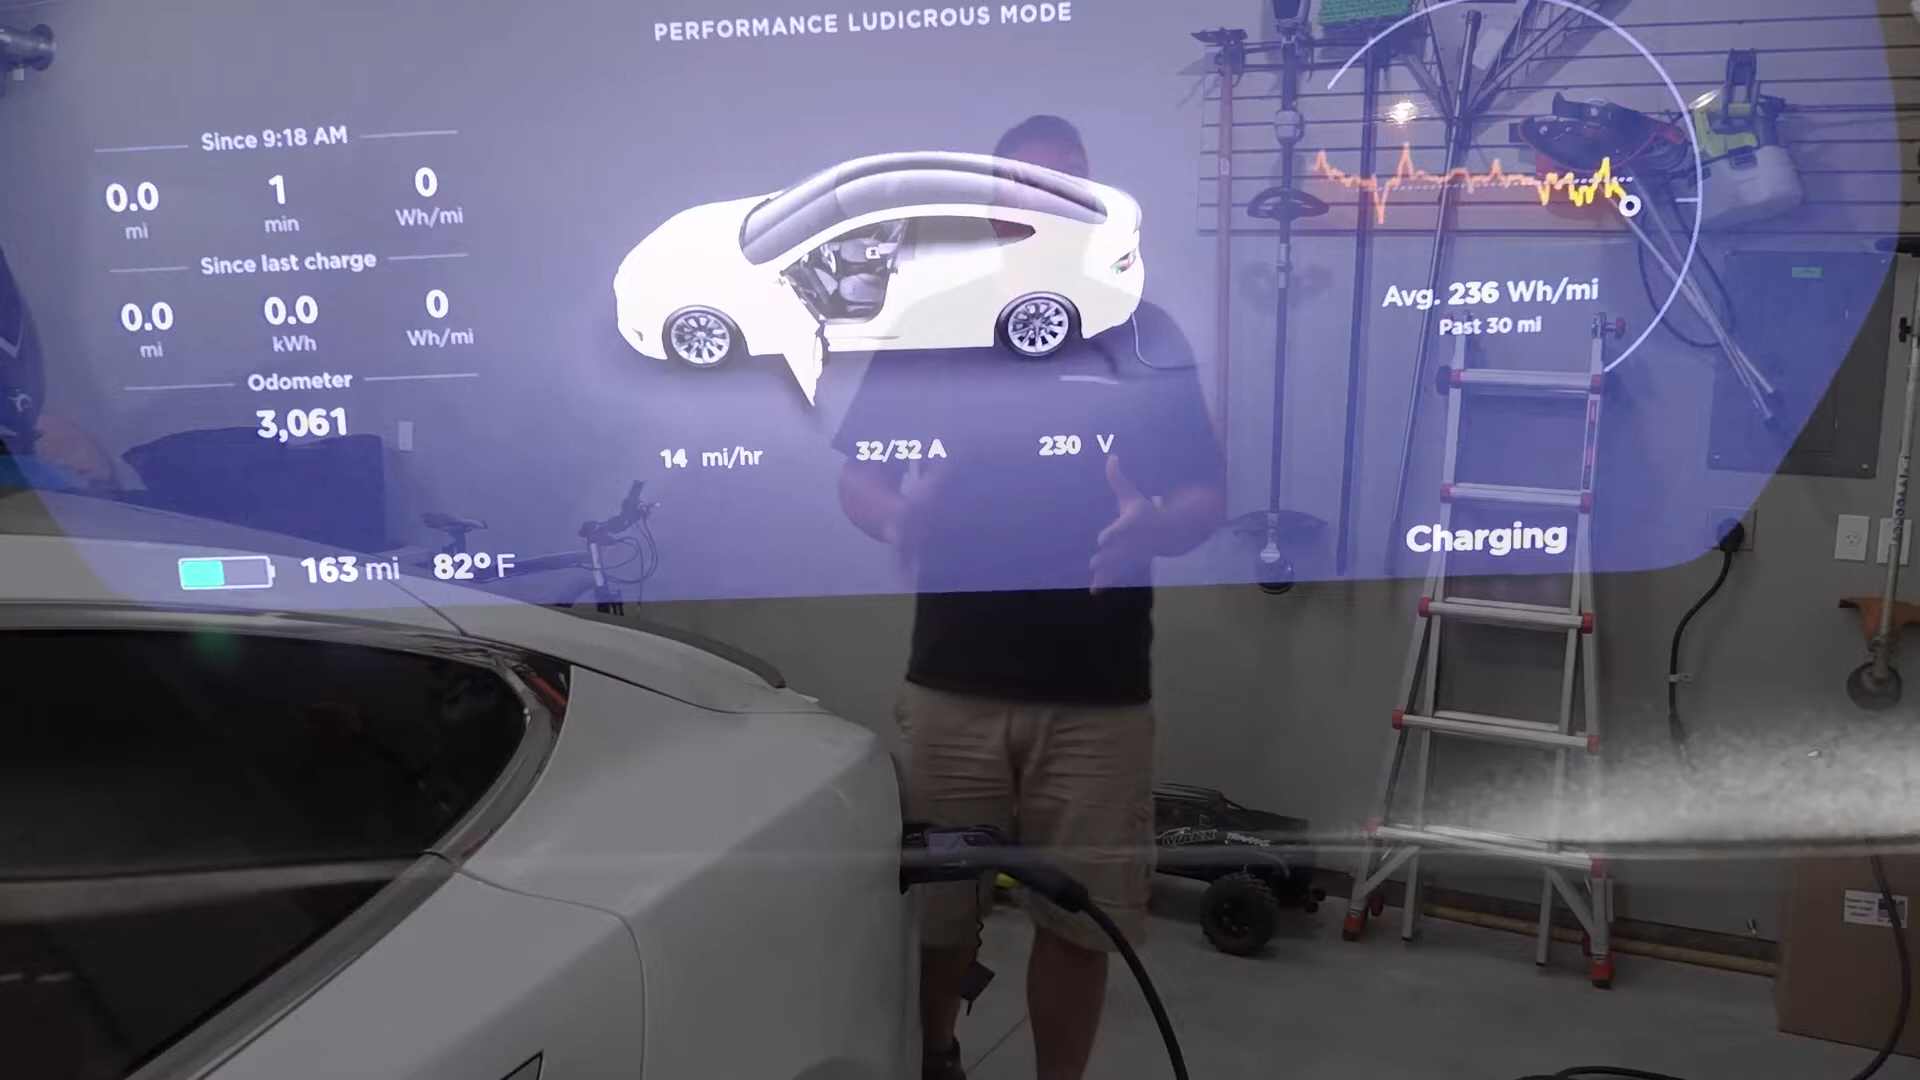 PERFORMANCE LUDICROUS MODE
Since 9:18 AM
0.0 1 0
mi min Wh/mi
Since last charge
0.0 0.0 0
mi kWh Wh/mi
Odometer
3,061
14 mi/hr 32/32 A 230 V
163 mi 82° F
Avg. 236 Wh/mi
Past 30 mi
Charging